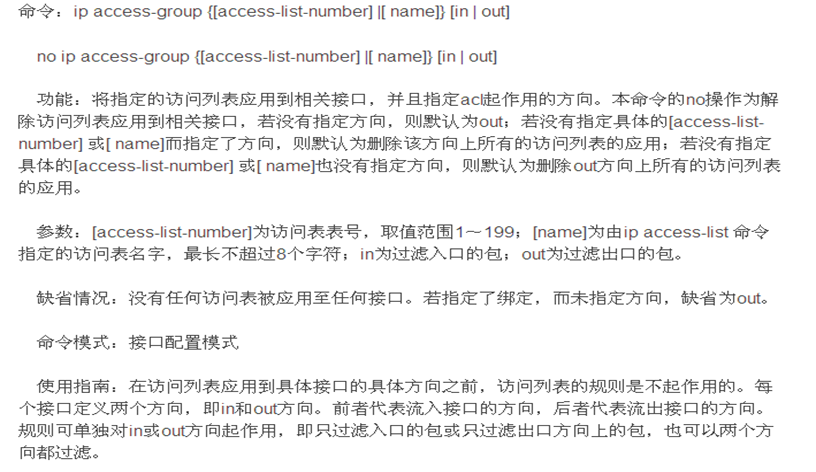 命令：ip access-group {[access-list-number] |[ name]} [in | out]
no ip access-group {[access-list-number] |[ name]} [in | out]
功能：将指定的访问列表应用到相关接口，并且指定acl起作用的方向。本命令的no操作为解
除访问列表应用到相关接口，若没有指定方向，则默认为out；若没有指定具体的[access-list-
number] 或[ name]而指定了方向，则默认为删除该方向上所有的访问列表的应用；若没有指定
具体的[access-list-number] 或[ name]也没有指定方向，则默认为删除out方向上所有的访问列表
的应用。
参数：[access-list-number]为访问表表号，取值范围1～199；[name]为由ip access-list 命令
指定的访问表名字，最长不超过8个字符；in为过滤入口的包；out为过滤出口的包。
缺省情况：没有任何访问表被应用至任何接口。若指定了绑定，而未指定方向，缺省为out。
命令模式：接口配置模式
使用指南：在访问列表应用到具体接口的具体方向之前，访问列表的规则是不起作用的。每
个接口定义两个方向，即in和out方向。前者代表流入接口的方向，后者代表流出接口的方向。
规则可单独对in或out方向起作用，即只过滤入口的包或只过滤出口方向上的包，也可以两个方
向都过滤。